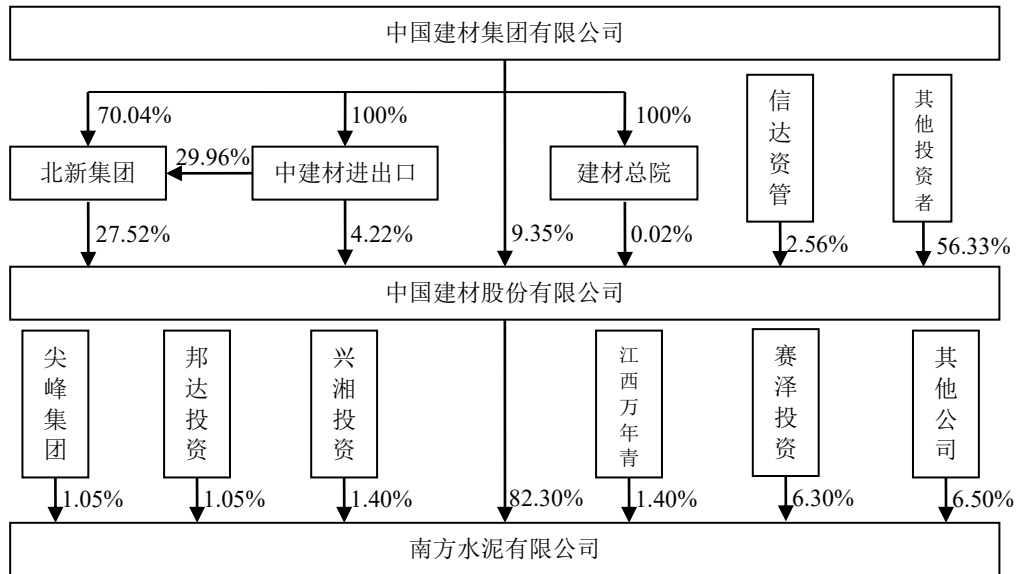 中国建材集团有限公司
70.04%
100%
100%
信达资管
其他投资者
北新集团
29.96%
中建材进出口
建材总院
27.52%
4.22%
9.35%
0.02%
2.56%
56.33%
中国建材股份有限公司
尖峰集团
邦达投资
兴湘投资
江西万年青
赛泽投资
其他公司
1.05%
1.05%
1.40%
82.30%
1.40%
6.30%
6.50%
南方水泥有限公司